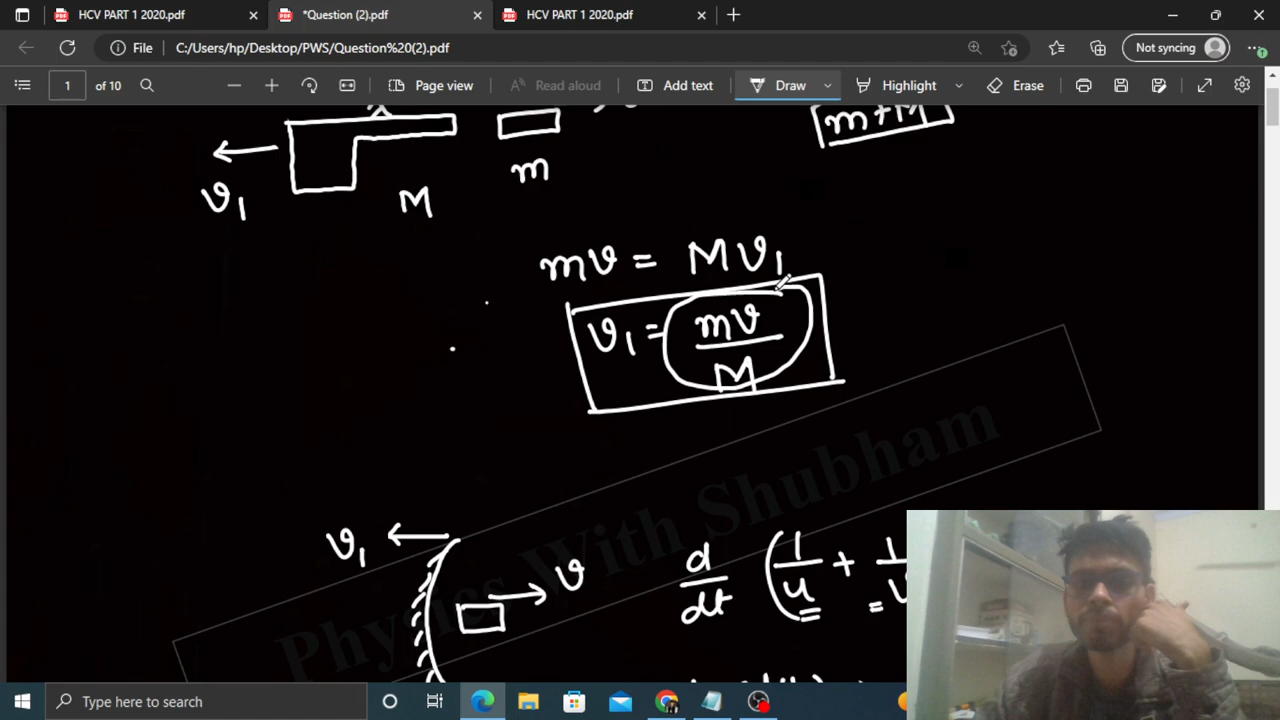 HCV PART 1 2020.pdf
*Question (2).pdf
HCV PART 1 2020.pdf
File
C:/Users/hp/Desktop/PWS/Question%20(2).pdf
Not syncing
1 of 10
Page view
Read aloud
Add text
Draw
Highlight
Erase
m+M
v1
M
m
mv = Mv1
v1 = mv/M
Physics With Shubham
v1
v
d/dt (1/u + 1/v
Type here to search